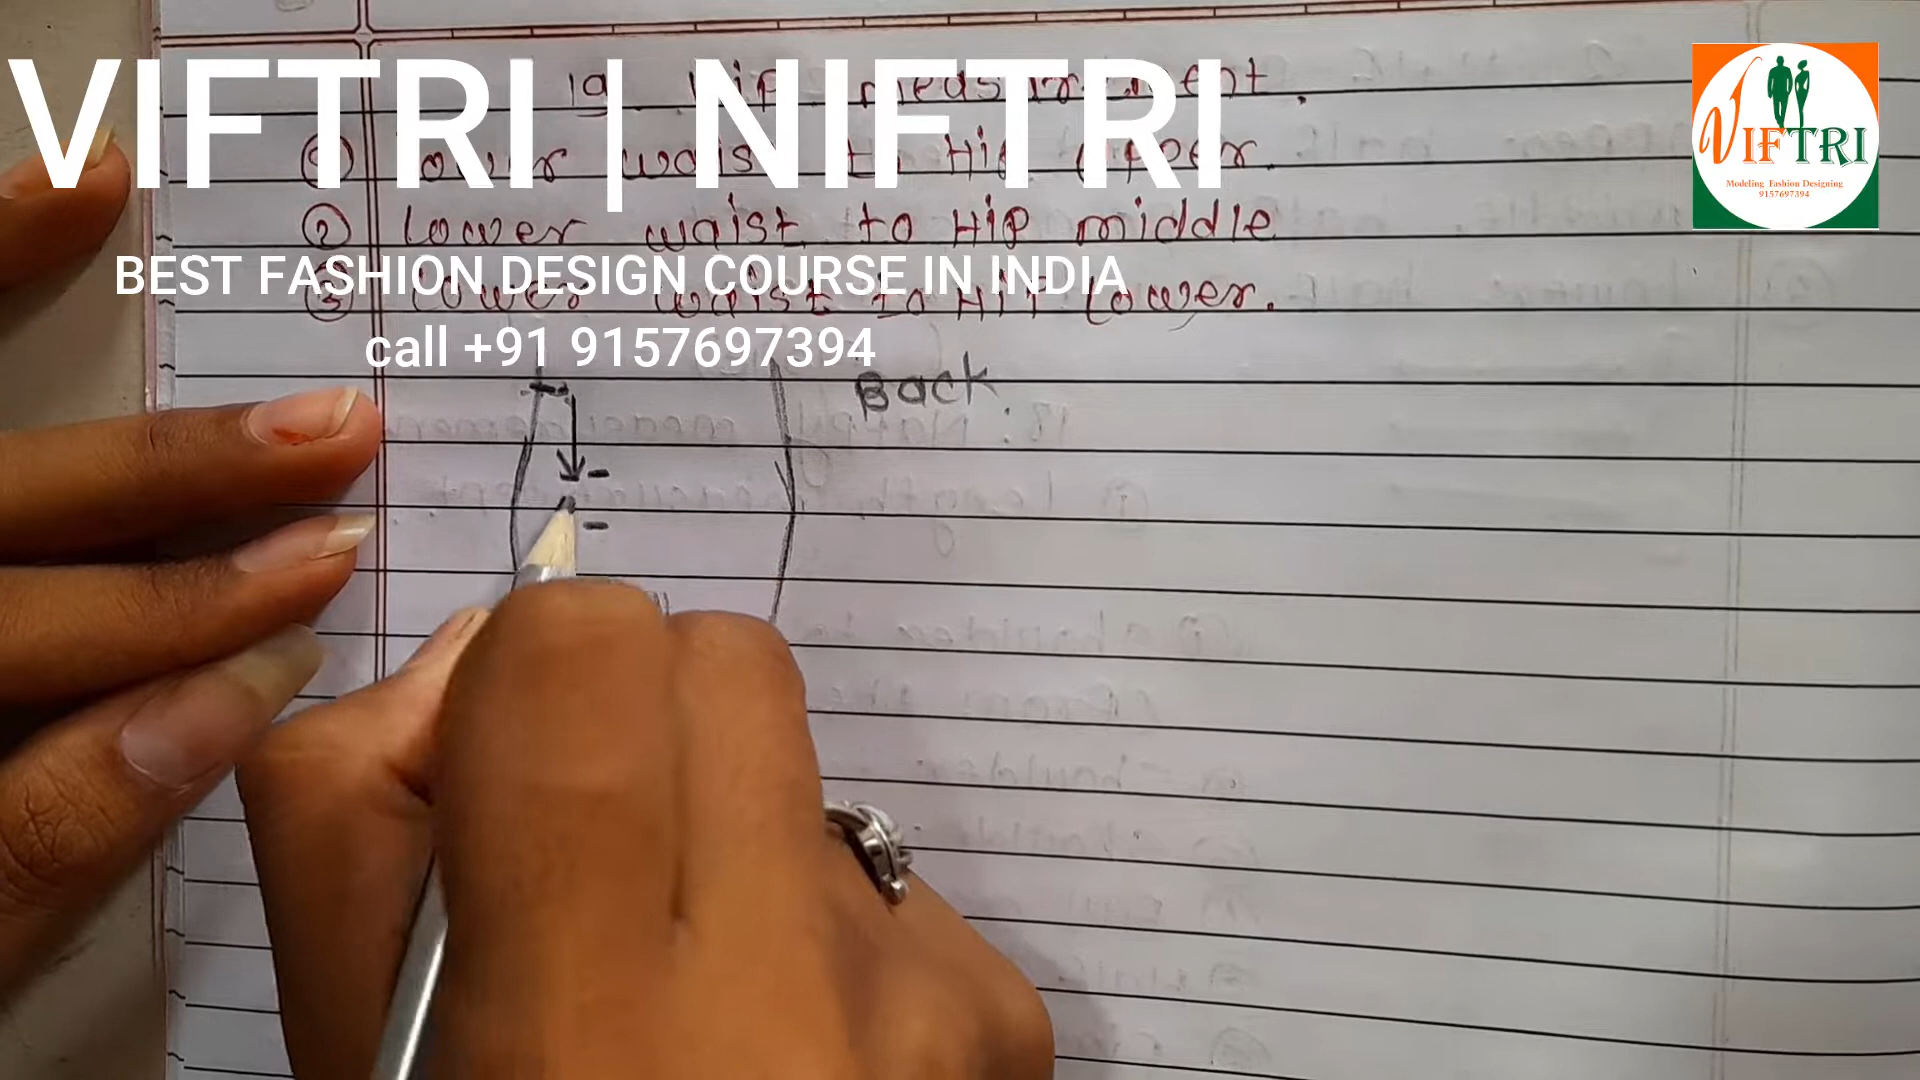 VIFTRI | NIFTRI
19. Hip measurment.
① Lower waist to Hip upper.
② Lower waist to Hip middle
BEST FASHION DESIGN COURSE IN INDIA
③ Lower waist to Hip Lower.
call +91 9157697394
Back
VIFTRI
Modeling Fashion Designing
9157697394